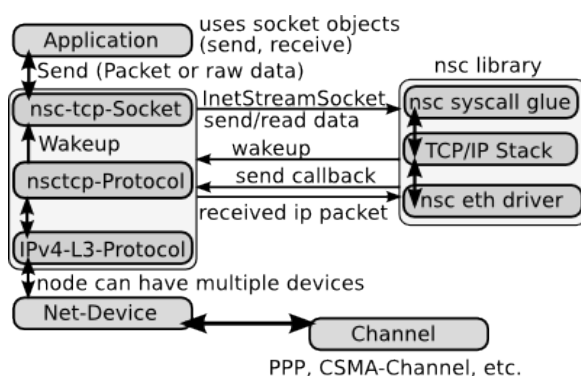 Application
uses socket objects
(send, receive)
Send (Packet or raw data)
nsc library
nsc-tcp-Socket
InetStreamSocket
send/read data
nsc syscall glue
Wakeup
wakeup
TCP/IP Stack
nsctcp-Protocol
send callback
received ip packet
nsc eth driver
IPv4-L3-Protocol
node can have multiple devices
Net-Device
Channel
PPP, CSMA-Channel, etc.